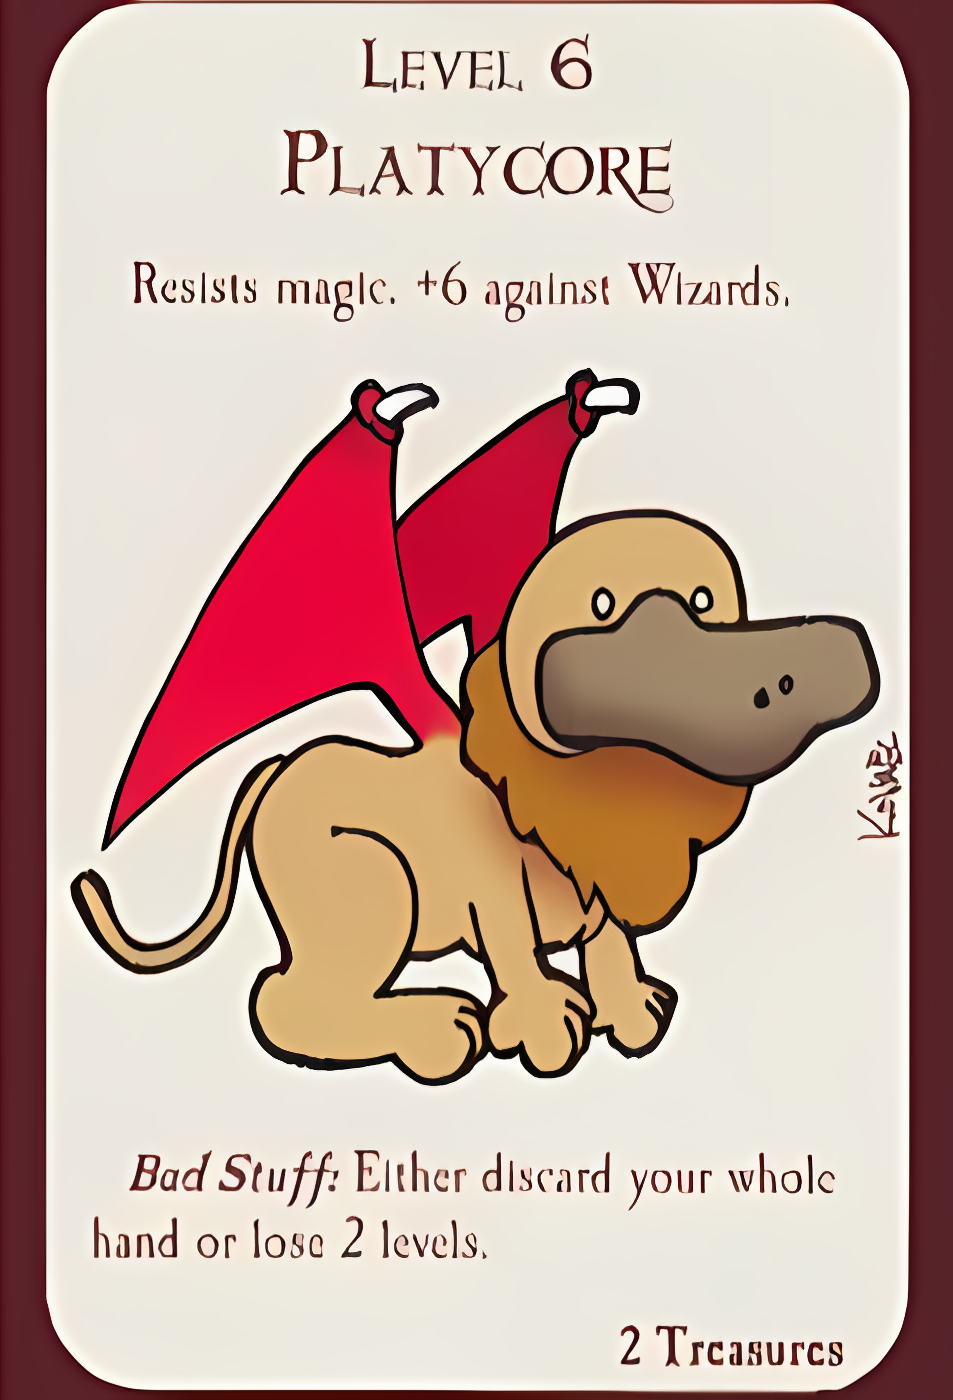 Level 6
Platycore
Resists magic. +6 against Wizards.
Bad Stuff: Either discard your whole
hand or lose 2 levels.
2 Treasures